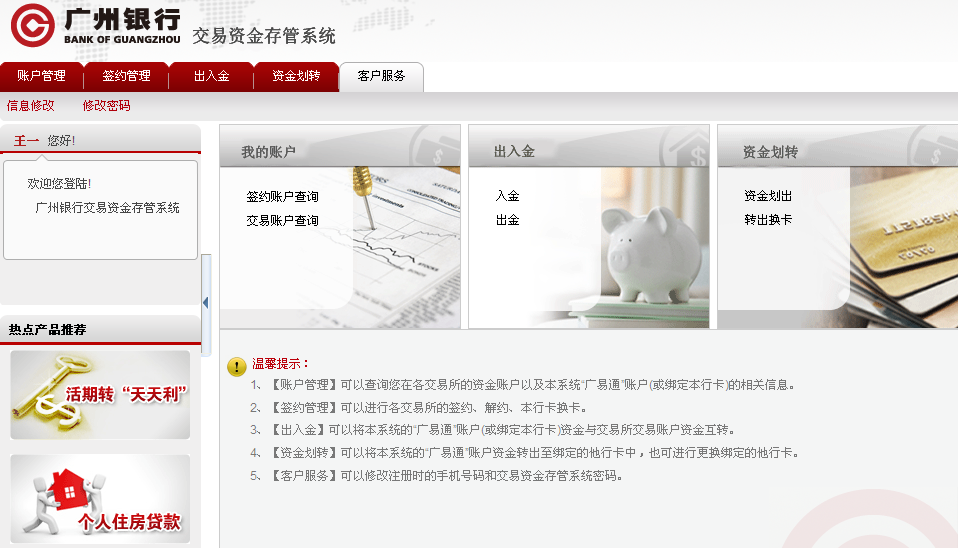 广州银行
BANK OF GUANGZHOU
交易资金存管系统
账户管理 签约管理 出入金 资金划转 客户服务
信息修改 修改密码
王一 您好!
欢迎您登陆!
广州银行交易资金存管系统
热点产品推荐
活期转“天天利”
个人住房贷款
我的账户
签约账户查询
交易账户查询
出入金
入金
出金
资金划转
资金划出
转出换卡
温馨提示：
1、【账户管理】可以查询您在各交易所的资金账户以及本系统“广易通”账户(或绑定本行卡)的相关信息。
2、【签约管理】可以进行各交易所的签约、解约、本行卡换卡。
3、【出入金】可以将本系统的“广易通”账户(或绑定本行卡)资金与交易所交易账户资金互转。
4、【资金划转】可以将本系统的“广易通”账户资金转出至绑定的他行卡中，也可进行更换绑定的他行卡。
5、【客户服务】可以修改注册时的手机号码和交易资金存管系统密码。